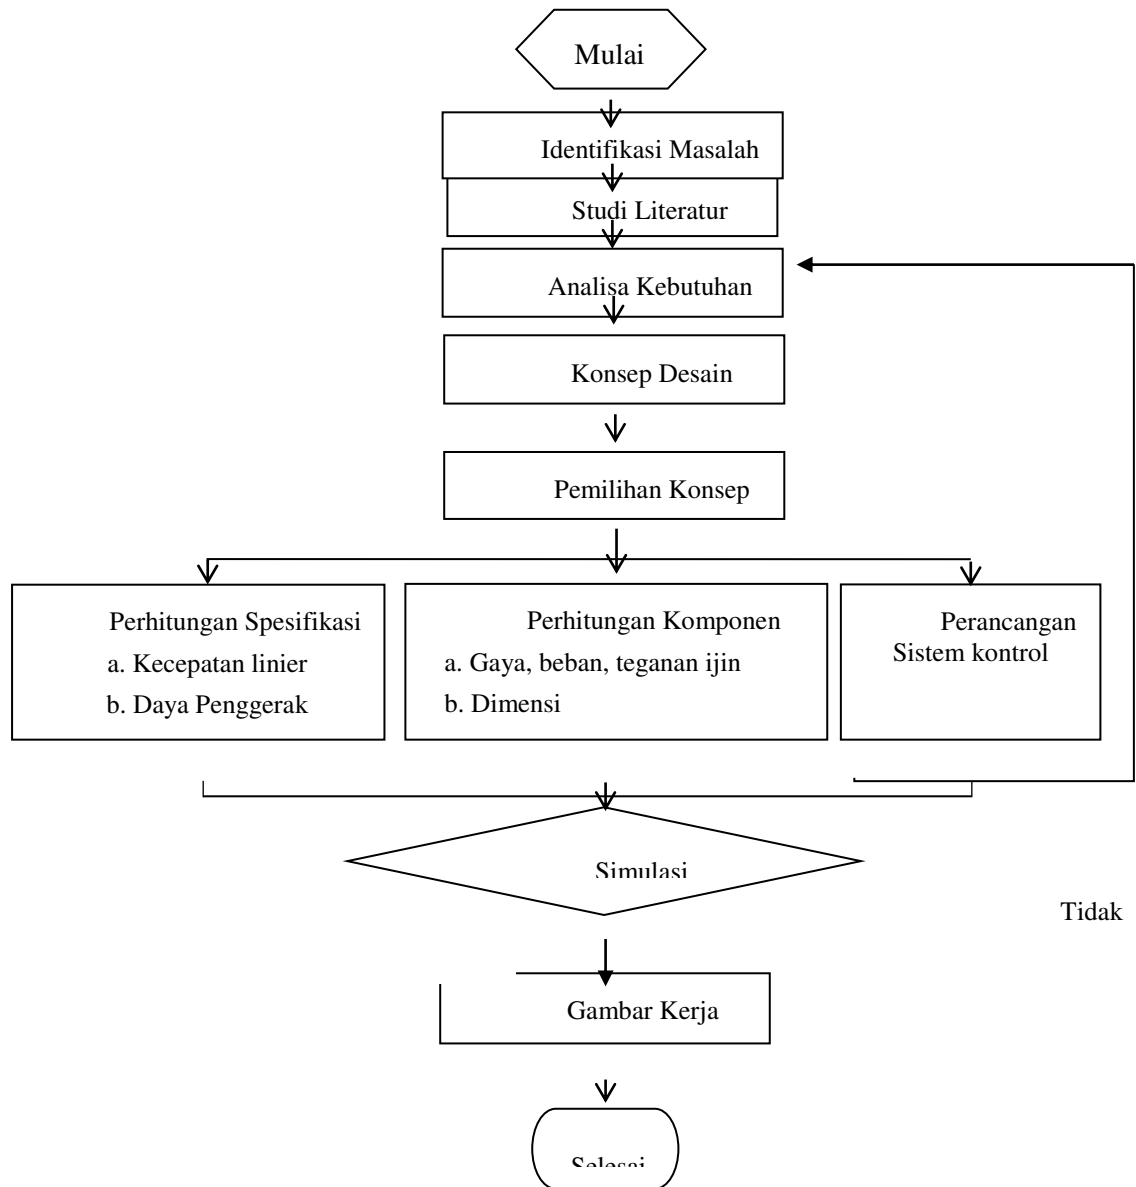 Mulai
Identifikasi Masalah
Studi Literatur
Analisa Kebutuhan
Konsep Desain
Pemilihan Konsep
Perhitungan Spesifikasi
a. Kecepatan linier
b. Daya Penggerak
Perhitungan Komponen
a. Gaya, beban, teganan ijin
b. Dimensi
Perancangan
Sistem kontrol
Simulasi
Tidak
Gambar Kerja
Selesai